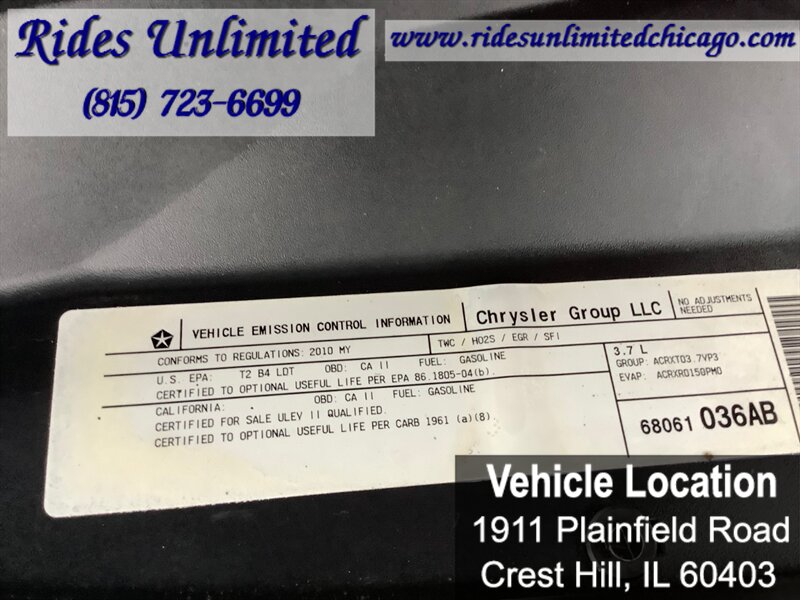 Rides Unlimited
(815) 723-6699
www.ridesunlimitedchicago.com
VEHICLE EMISSION CONTROL INFORMATION
Chrysler Group LLC
NO ADJUSTMENTS
NEEDED
CONFORMS TO REGULATIONS: 2010 MY
TWC / HO2S / EGR / SFI
U.S. EPA: T2 B4 LDT OBD: CA II FUEL: GASOLINE
CERTIFIED TO OPTIONAL USEFUL LIFE PER EPA 86.1805-04(b).
CALIFORNIA: OBD: CA II FUEL: GASOLINE
CERTIFIED FOR SALE ULEV II QUALIFIED.
CERTIFIED TO OPTIONAL USEFUL LIFE PER CARB 1961 (a)(8).
3.7 L
GROUP: ACRXT03.7VP3
EVAP: ACRXR0150PM0
68061 036AB
Vehicle Location
1911 Plainfield Road
Crest Hill, IL 60403